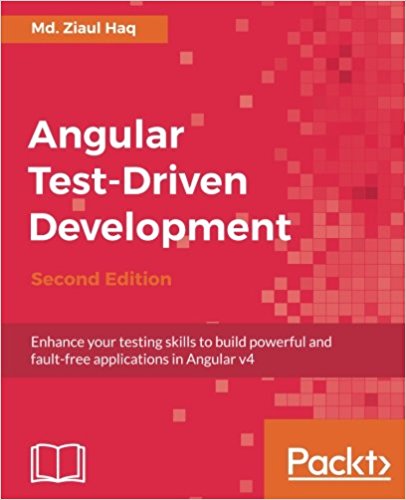 Md. Ziaul Haq
Angular
Test-Driven
Development
Second Edition
Enhance your testing skills to build powerful and
fault-free applications in Angular v4
Packt>